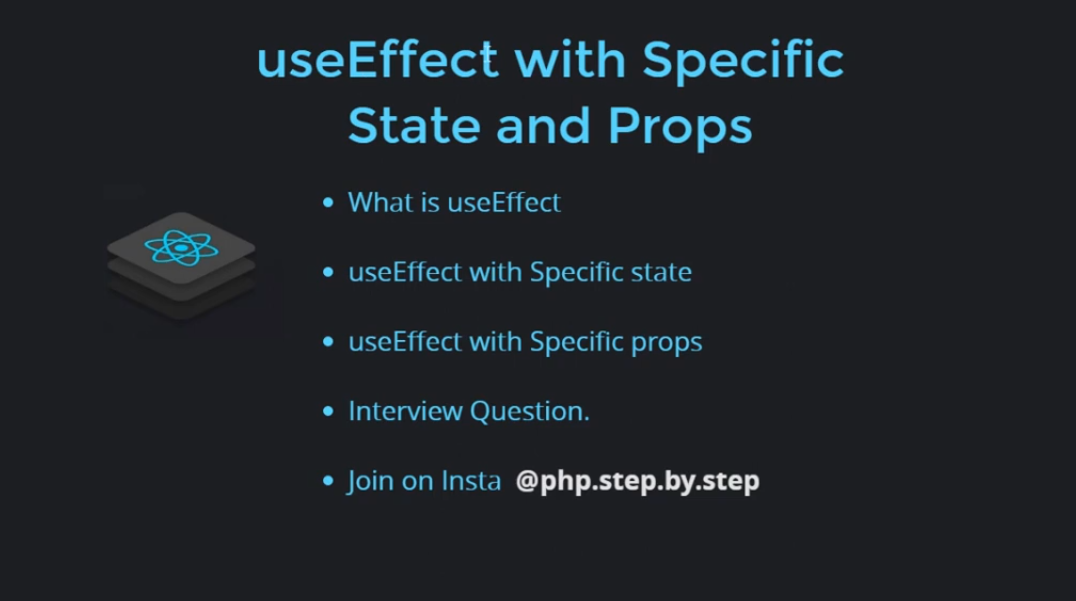 useEffect with Specific
State and Props
• What is useEffect
• useEffect with Specific state
• useEffect with Specific props
• Interview Question.
• Join on Insta @php.step.by.step